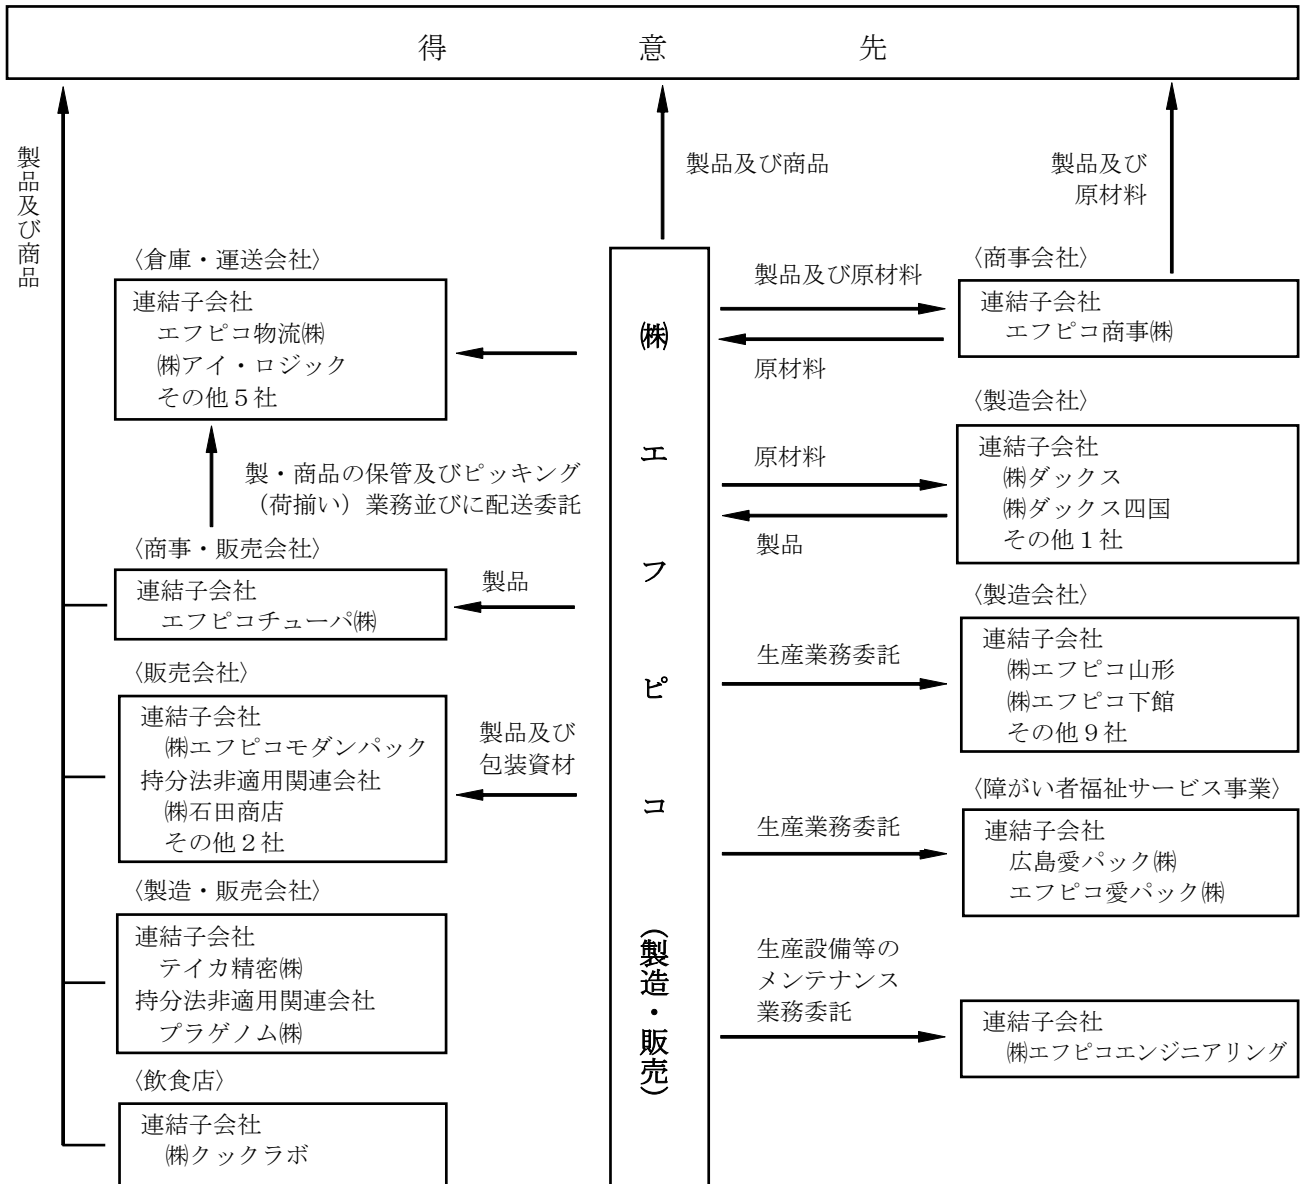 得意先
製品及び商品
製品及び商品
製品及び
原材料
〈倉庫・運送会社〉
連結子会社
エフピコ物流㈱
㈱アイ・ロジック
その他５社
製・商品の保管及びピッキング
（荷揃い）業務並びに配送委託
〈商事・販売会社〉
連結子会社
エフピコチューパ㈱
製品
〈販売会社〉
連結子会社
㈱エフピコモダンパック
持分法非適用関連会社
㈱石田商店
その他２社
製品及び
包装資材
〈製造・販売会社〉
連結子会社
テイカ精密㈱
持分法非適用関連会社
プラゲノム㈱
〈飲食店〉
連結子会社
㈱クックラボ
㈱エフピコ（製造・販売）
製品及び原材料
原材料
〈商事会社〉
連結子会社
エフピコ商事㈱
原材料
製品
〈製造会社〉
連結子会社
㈱ダックス
㈱ダックス四国
その他１社
生産業務委託
〈製造会社〉
連結子会社
㈱エフピコ山形
㈱エフピコ下館
その他９社
生産業務委託
〈障がい者福祉サービス事業〉
連結子会社
広島愛パック㈱
エフピコ愛パック㈱
生産設備等の
メンテナンス
業務委託
連結子会社
㈱エフピコエンジニアリング